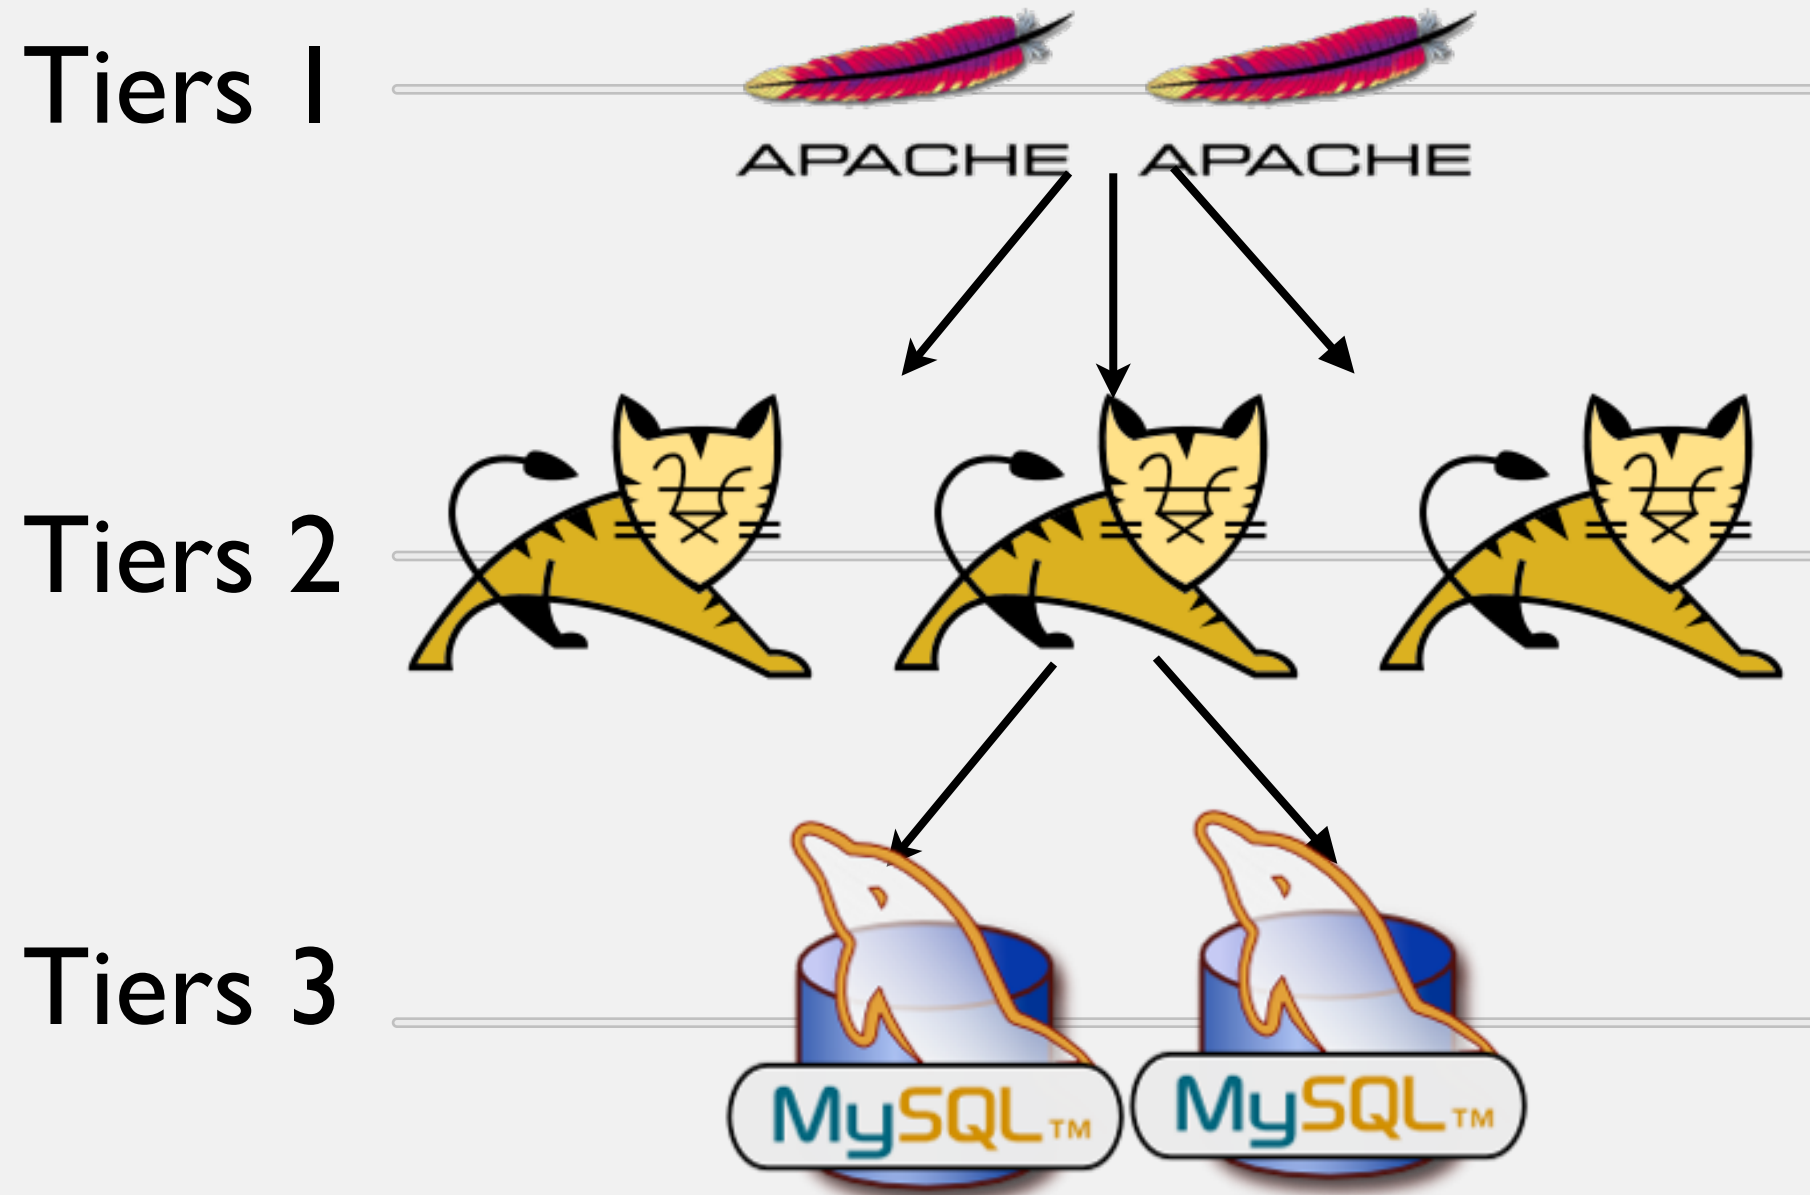 Tiers 1
APACHE APACHE
Tiers 2
Tiers 3
MySQL™ MySQL™